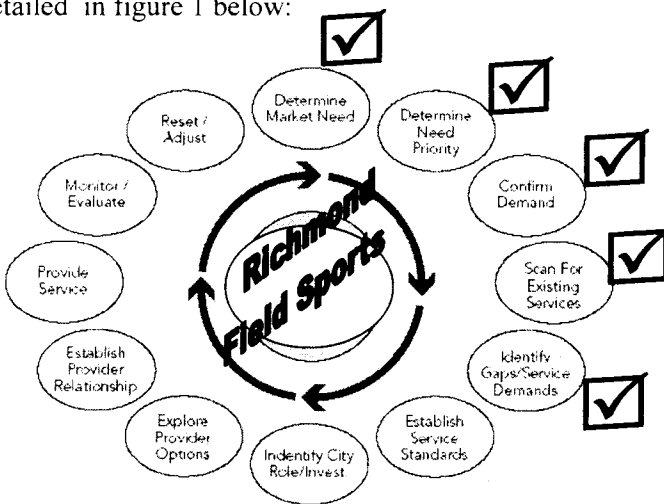 etailed in figure 1 below:
Determine
Market Need
Determine
Need
Priority
Confirm
Demand
Scan For
Existing
Services
Identify
Gaps/Service
Demands
Establish
Service
Standards
Indentify City
Role/Invest.
Explore
Provider
Options
Establish
Provider
Relationship
Provide
Service
Monitor /
Evaluate
Reset /
Adjust
Richmond
Field Sports